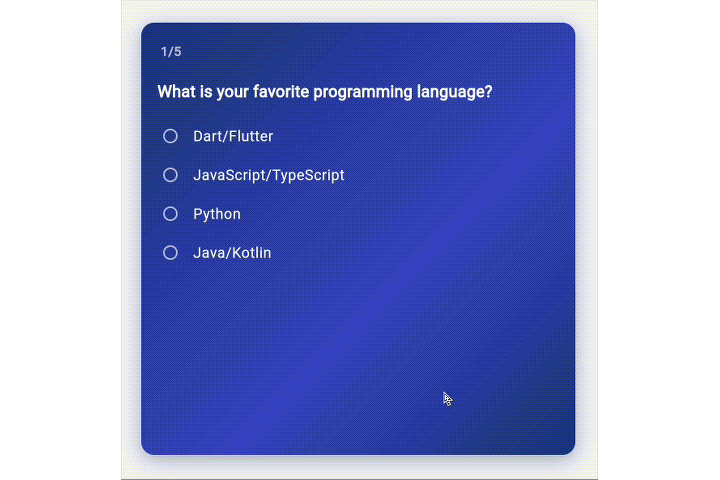 1/5
What is your favorite programming language?
Dart/Flutter
JavaScript/TypeScript
Python
Java/Kotlin